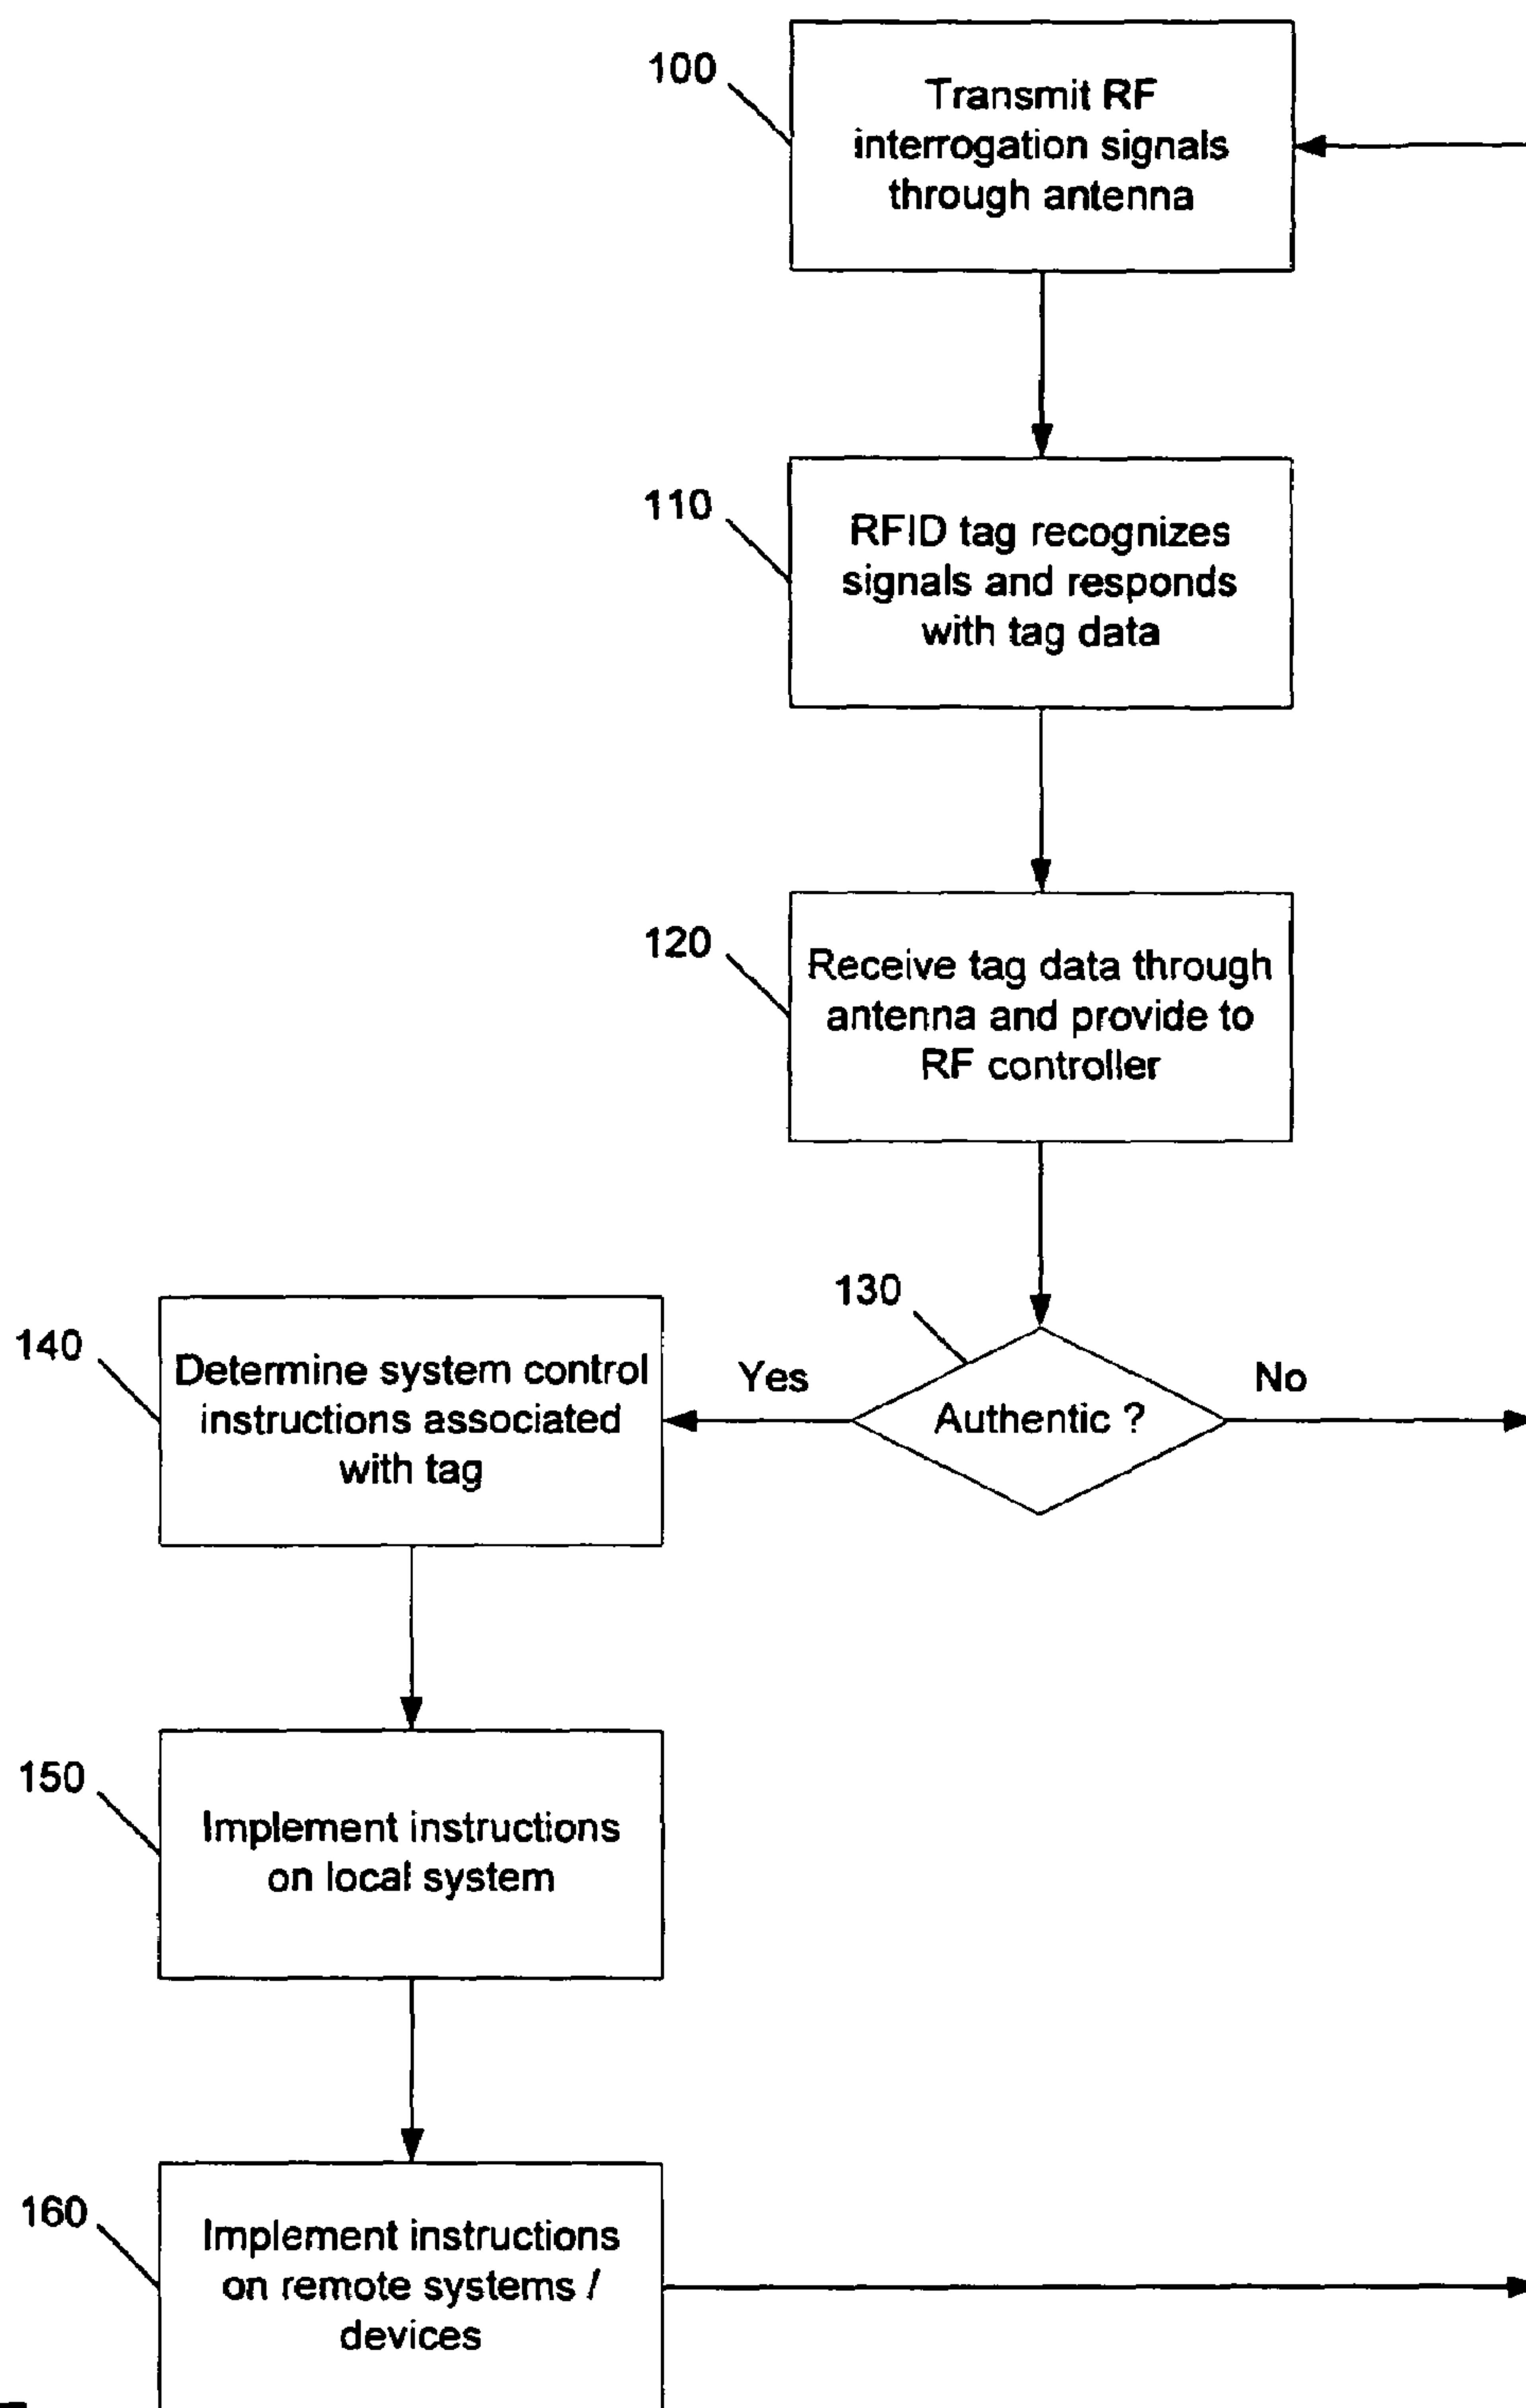 100
Transmit RF
interrogation signals
through antenna
110
RFID tag recognizes
signals and responds
with tag data
120
Receive tag data through
antenna and provide to
RF controller
130
Authentic ?
Yes
No
140
Determine system control
instructions associated
with tag
150
Implement instructions
on local system
160
Implement instructions
on remote systems /
devices